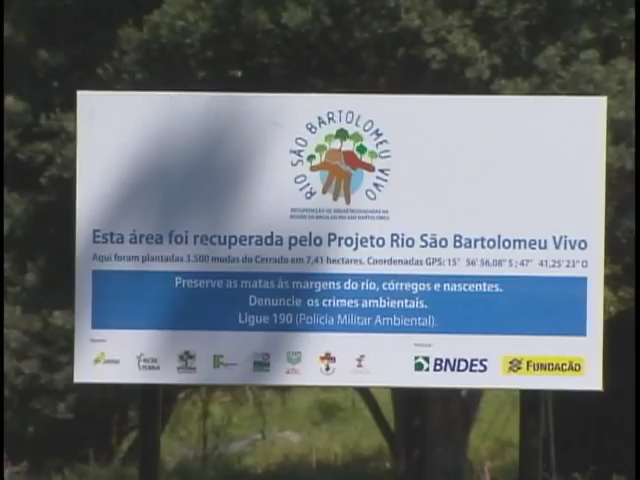 RIO SÃO BARTOLOMEU VIVO
Esta área foi recuperada pelo Projeto Rio São Bartolomeu Vivo
Aqui foram plantadas 3.500 mudas do Cerrado em 7,41 hectares. Coordenadas GPS: 15° 56'56,08" S; 47° 41,25'23" O
Preserve as matas às margens do rio, córregos e nascentes.
Denuncie os crimes ambientais.
Ligue 190 (Polícia Militar Ambiental).
BNDES FUNDAÇÃO